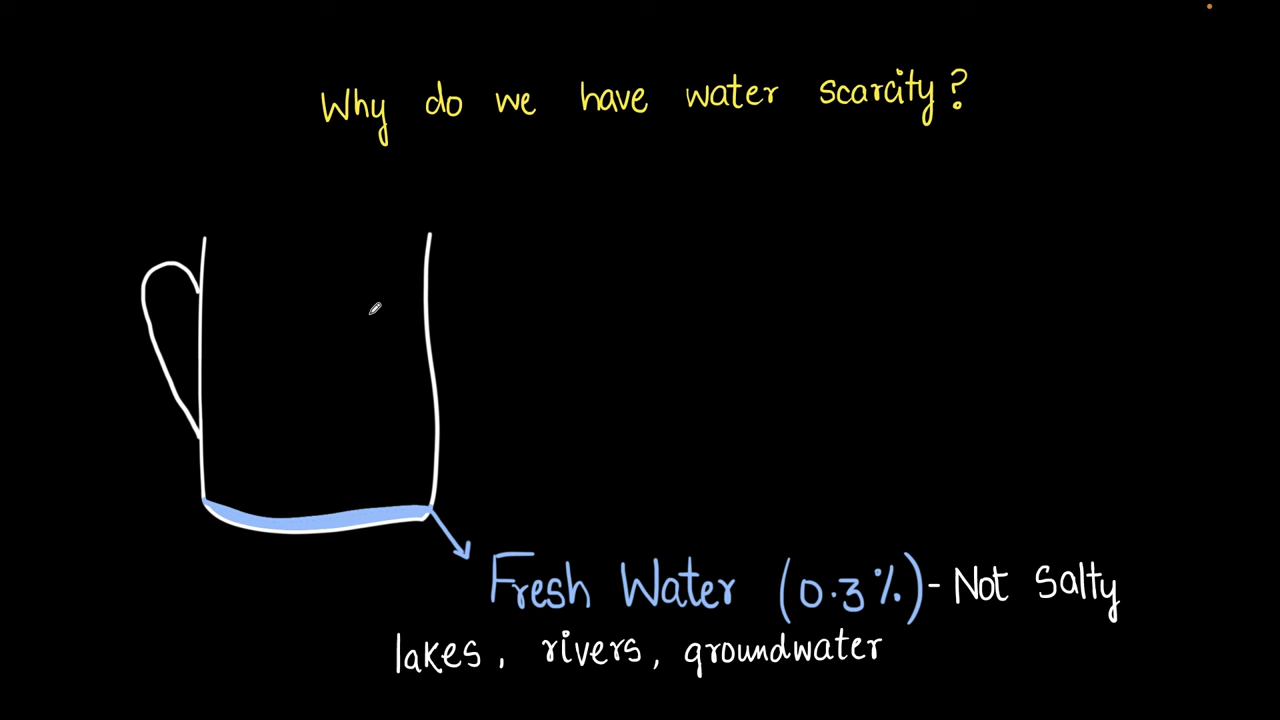 Why do we have water scarcity?
Fresh Water (0.3%) - Not Salty
lakes, rivers, groundwater